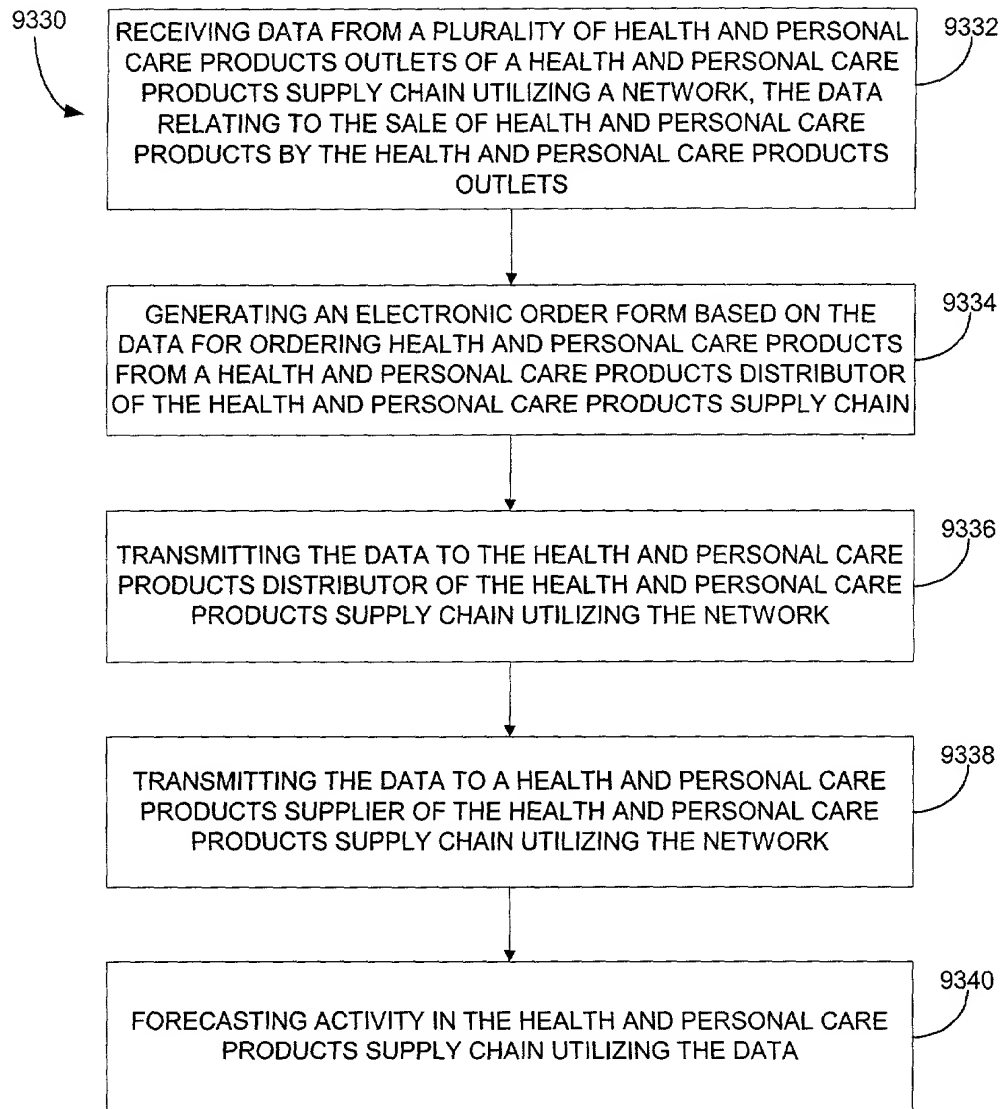 9330
RECEIVING DATA FROM A PLURALITY OF HEALTH AND PERSONAL
CARE PRODUCTS OUTLETS OF A HEALTH AND PERSONAL CARE
PRODUCTS SUPPLY CHAIN UTILIZING A NETWORK, THE DATA
RELATING TO THE SALE OF HEALTH AND PERSONAL CARE
PRODUCTS BY THE HEALTH AND PERSONAL CARE PRODUCTS
OUTLETS
9332
GENERATING AN ELECTRONIC ORDER FORM BASED ON THE
DATA FOR ORDERING HEALTH AND PERSONAL CARE PRODUCTS
FROM A HEALTH AND PERSONAL CARE PRODUCTS DISTRIBUTOR
OF THE HEALTH AND PERSONAL CARE PRODUCTS SUPPLY CHAIN
9334
TRANSMITTING THE DATA TO THE HEALTH AND PERSONAL CARE
PRODUCTS DISTRIBUTOR OF THE HEALTH AND PERSONAL CARE
PRODUCTS SUPPLY CHAIN UTILIZING THE NETWORK
9336
TRANSMITTING THE DATA TO A HEALTH AND PERSONAL CARE
PRODUCTS SUPPLIER OF THE HEALTH AND PERSONAL CARE
PRODUCTS SUPPLY CHAIN UTILIZING THE NETWORK
9338
FORECASTING ACTIVITY IN THE HEALTH AND PERSONAL CARE
PRODUCTS SUPPLY CHAIN UTILIZING THE DATA
9340